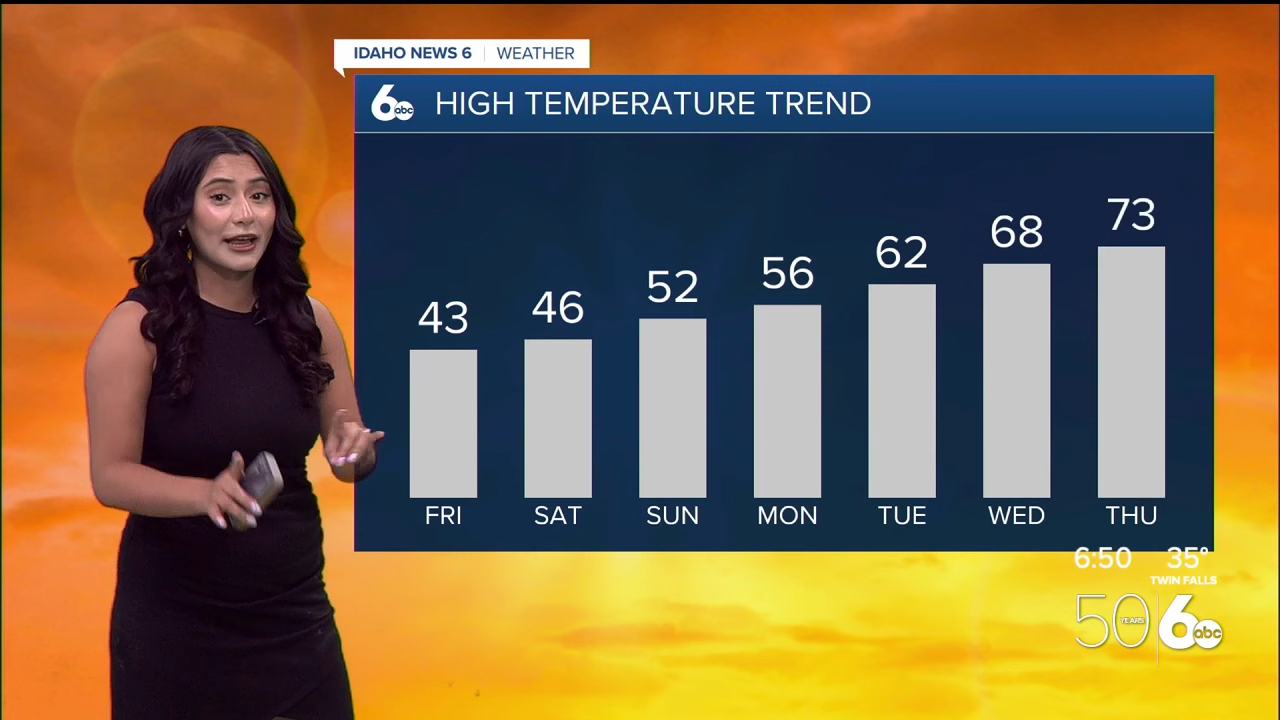 IDAHO NEWS 6 | WEATHER
6 abc HIGH TEMPERATURE TREND
43 46 52 56 62 68 73
FRI SAT SUN MON TUE WED THU
6:50 35°
TWIN FALLS
50 YEARS 6 abc